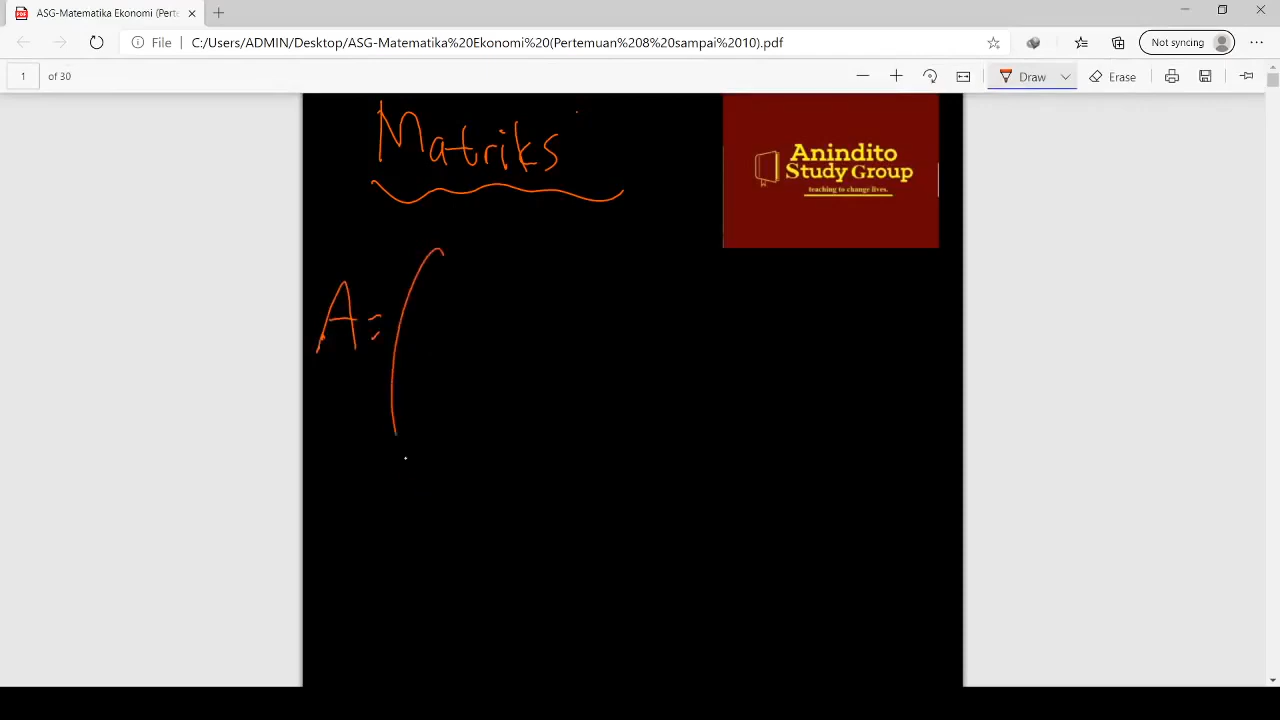 ASG-Matematika Ekonomi (Perte
File
C:/Users/ADMIN/Desktop/ASG-Matematika%20Ekonomi%20(Pertemuan%208%20sampai%2010).pdf
Not syncing
1 of 30
Draw
Erase
Matriks
Anindito
Study Group
teaching to change lives.
A = (